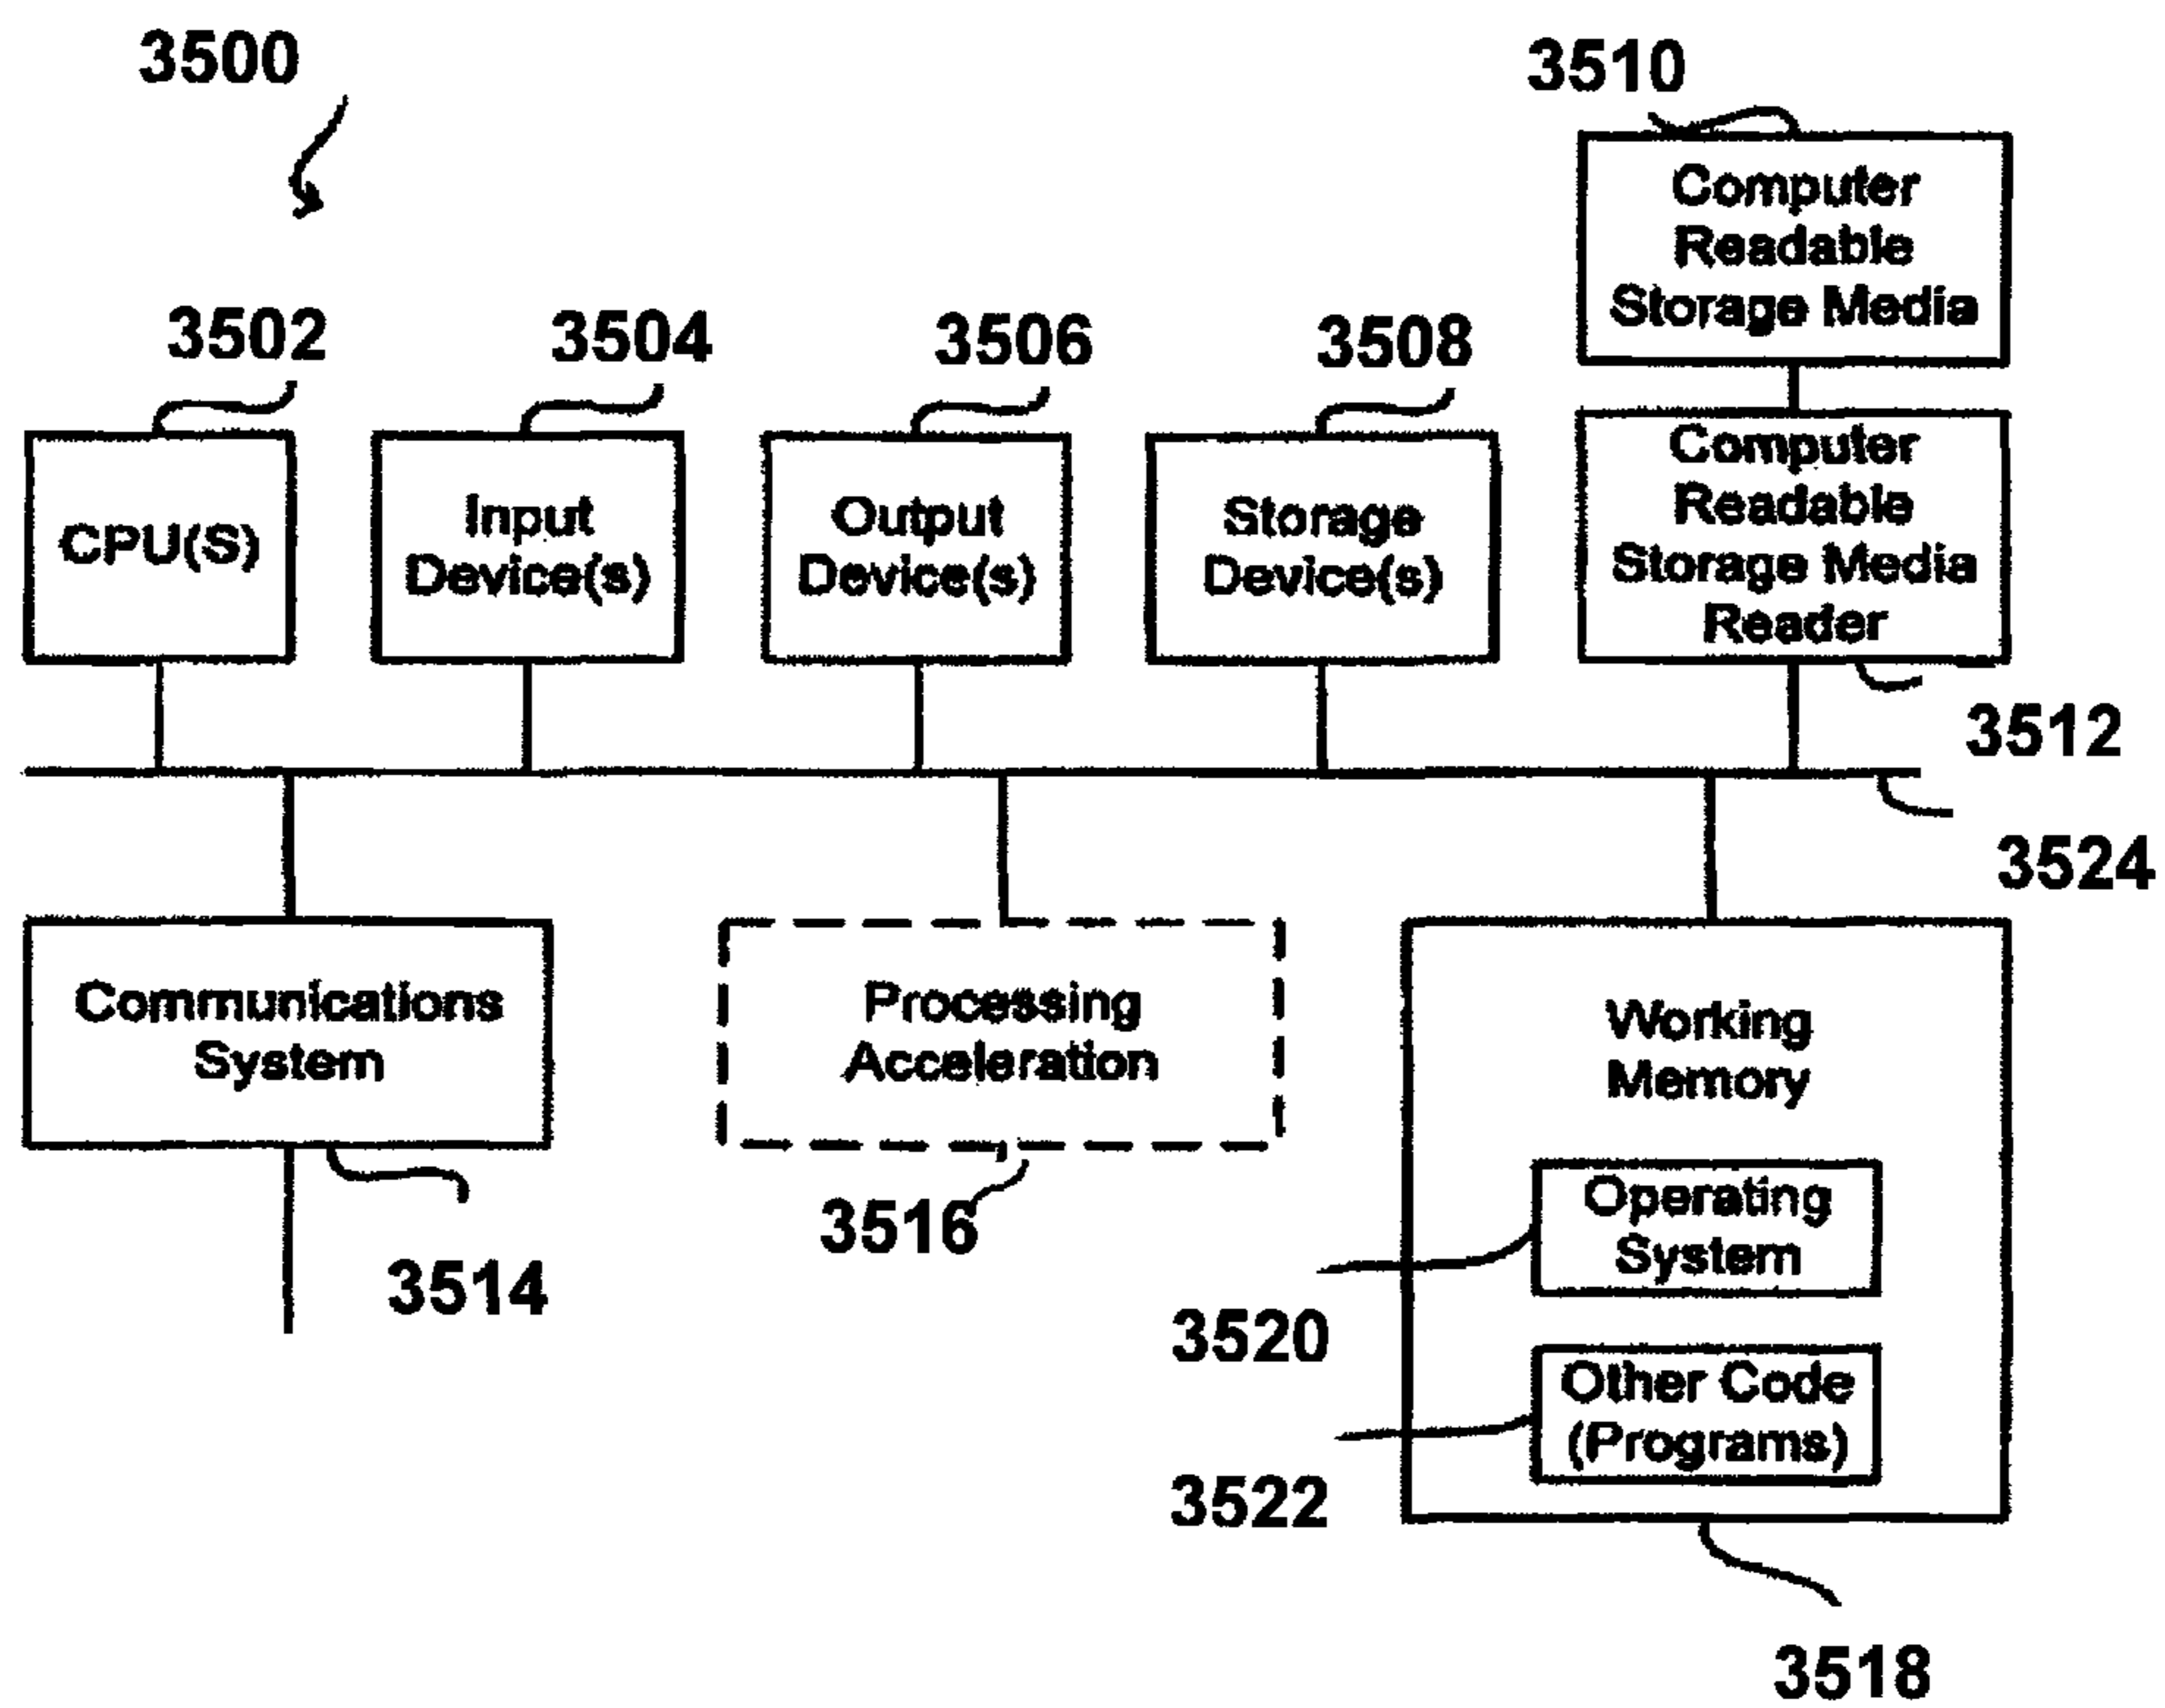 3500
3510
Computer
Readable
Storage Media
3502
3504
3506
3508
CPU(S)
Input
Device(s)
Output
Device(s)
Storage
Device(s)
Computer
Readable
Storage Media
Reader
3512
3524
Communications
System
3514
Processing
Acceleration
3516
Working
Memory
Operating
System
3520
Other Code
(Programs)
3522
3518